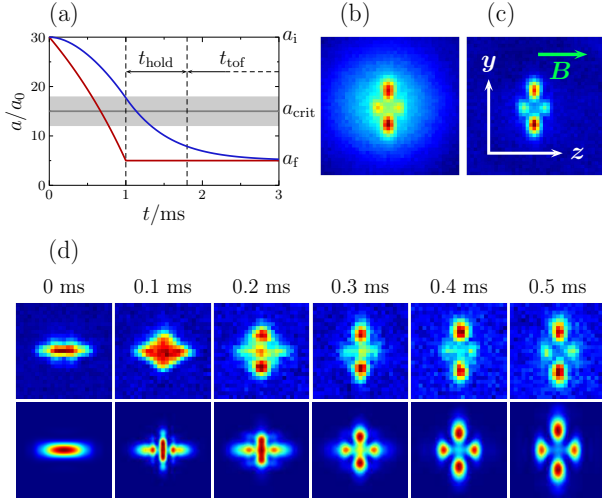 (a)
(b)
(c)
30
20
10
0
a/a₀
0
1
2
3
t/ms
t_hold
t_tof
a_i
a_crit
a_f
y
z
B
(d)
0 ms
0.1 ms
0.2 ms
0.3 ms
0.4 ms
0.5 ms